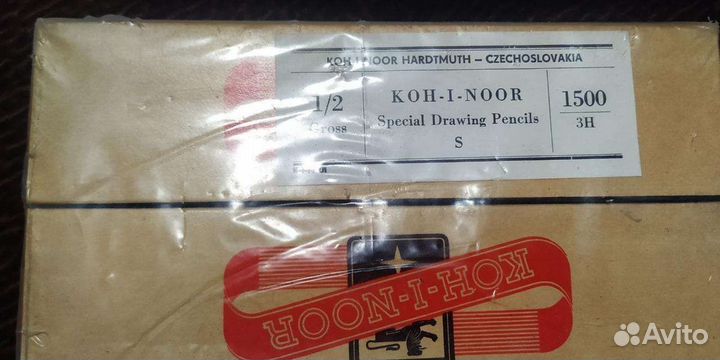 KOH-I-NOOR HARDTMUTH – CZECHOSLOVAKIA
1/2 KOH-I-NOOR 1500
Gross Special Drawing Pencils 3H
S
KOH-I-NOOR
Avito